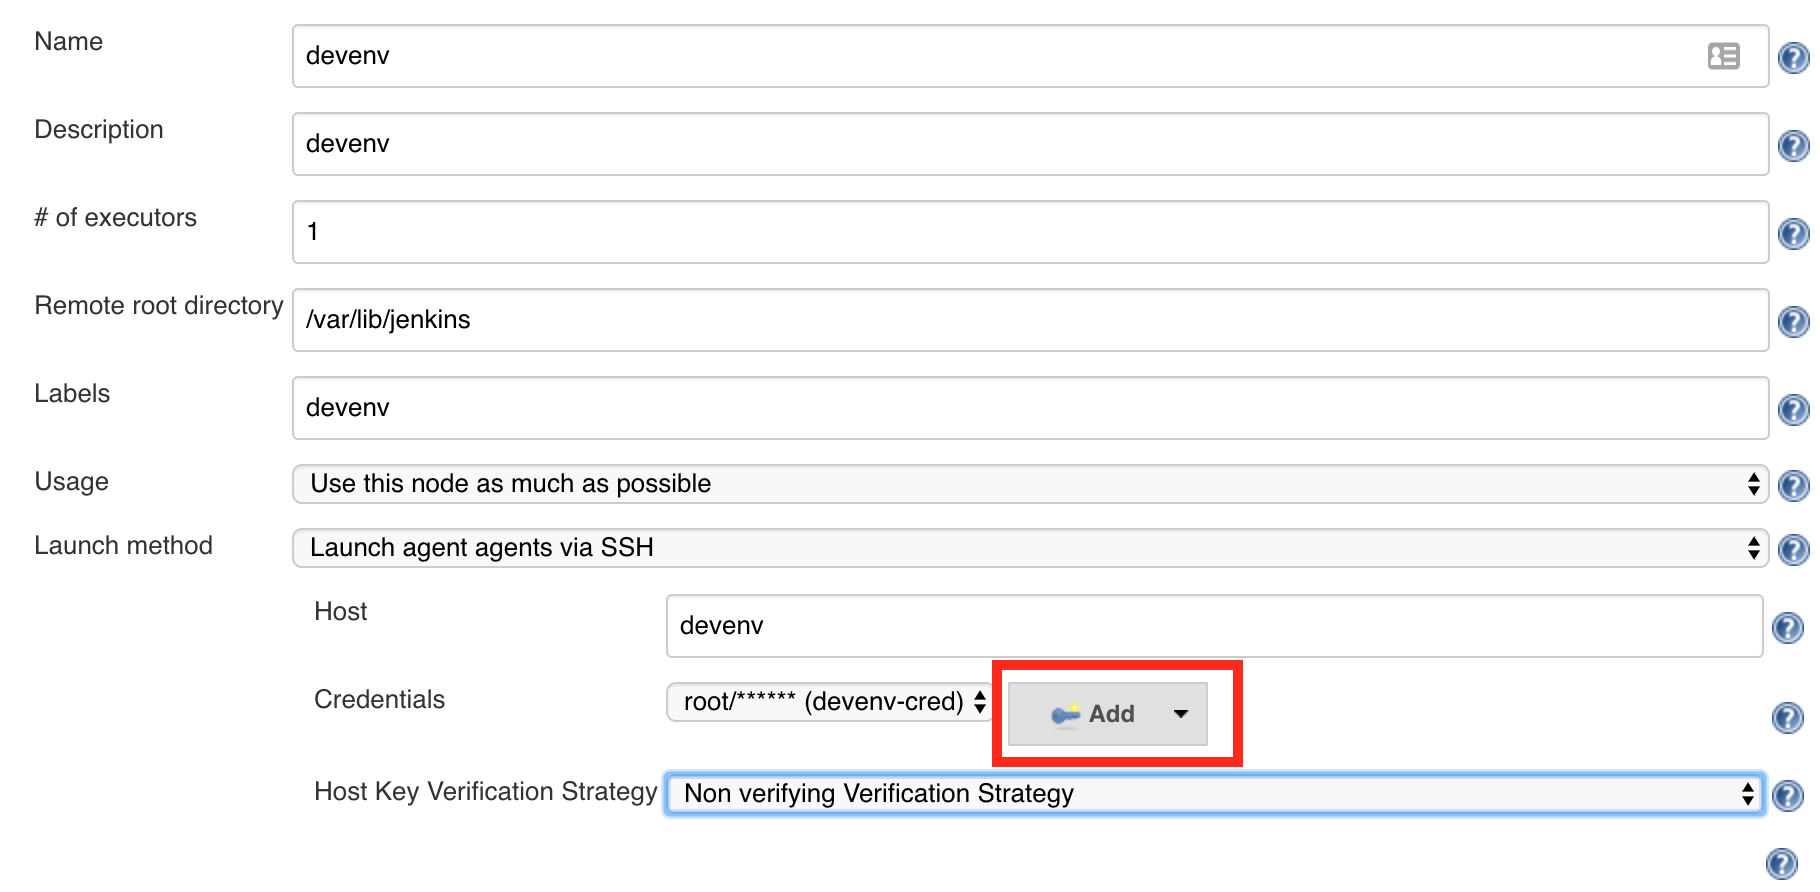 Name
devenv
Description
devenv
# of executors
1
Remote root directory
/var/lib/jenkins
Labels
devenv
Usage
Use this node as much as possible
Launch method
Launch agent agents via SSH
Host
devenv
Credentials
root/****** (devenv-cred)
Add
Host Key Verification Strategy
Non verifying Verification Strategy